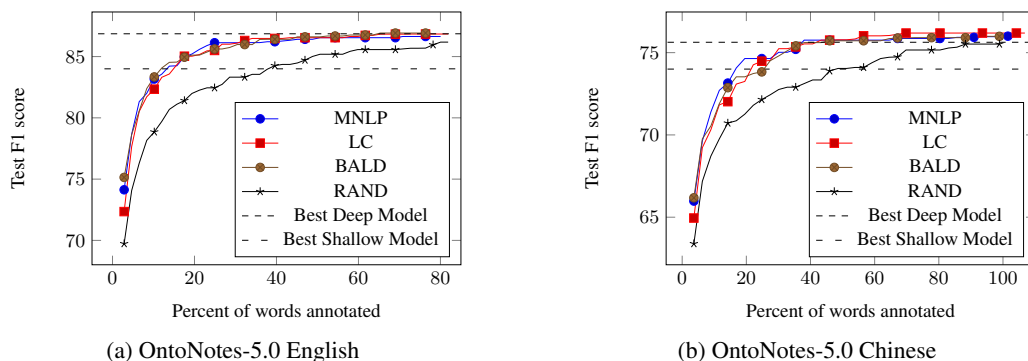 85
80
75
70
0
20
40
60
80
Test F1 score
Percent of words annotated
MNLP
LC
BALD
RAND
Best Deep Model
Best Shallow Model
(a) OntoNotes-5.0 English
75
70
65
0
20
40
60
80
100
Test F1 score
Percent of words annotated
MNLP
LC
BALD
RAND
Best Deep Model
Best Shallow Model
(b) OntoNotes-5.0 Chinese